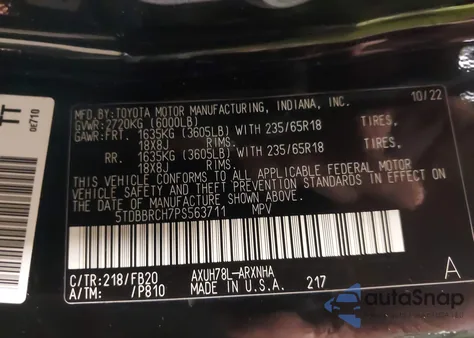 MFD. BY: TOYOTA MOTOR MANUFACTURING, INDIANA, INC. 10/22
GVWR: 2720KG (6000LB)
GAWR: FRT. 1635KG (3605LB) WITH 235/65R18 TIRES,
18X8J RIMS.
RR. 1635KG (3605LB) WITH 235/65R18 TIRES,
18X8J RIMS.
THIS VEHICLE CONFORMS TO ALL APPLICABLE FEDERAL MOTOR
VEHICLE SAFETY AND THEFT PREVENTION STANDARDS IN
EFFECT ON THE DATE OF MANUFACTURE SHOWN ABOVE.
5TDBBRCH7PS563711 MPV
C/TR: 218/FB20 AXUH78L-ARXNHA
A/TM: /P810 MADE IN U.S.A. 217 A
TT
autoSnap